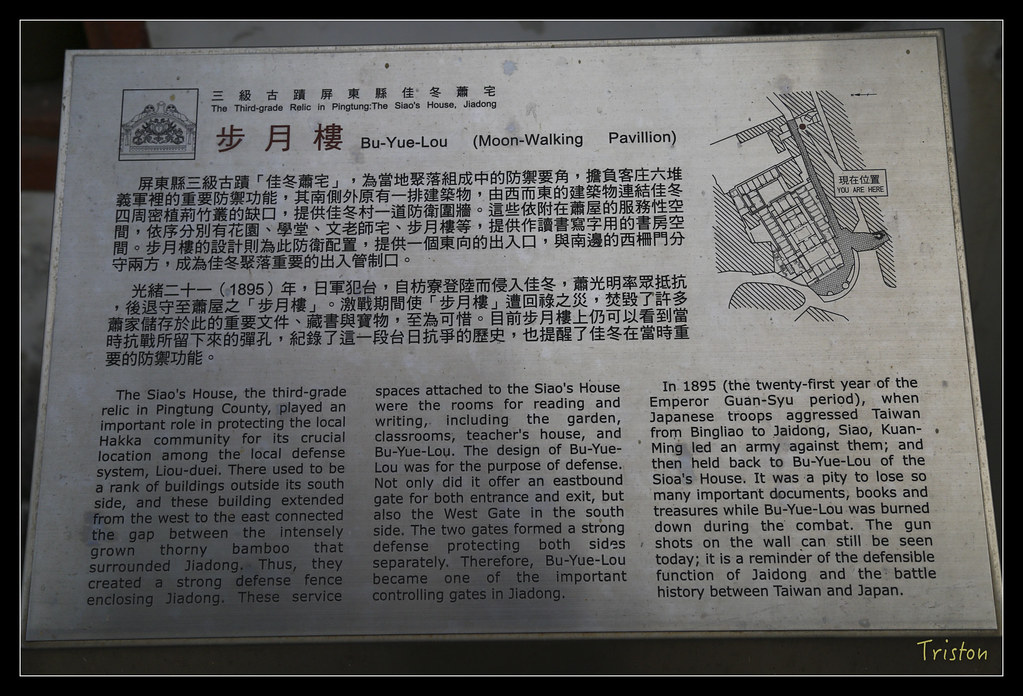 三級古蹟屏東縣佳冬蕭宅
The Third-grade Relic in Pingtung:The Siao's House, Jiadong
步月樓 Bu-Yue-Lou (Moon-Walking Pavillion)
屏東縣三級古蹟「佳冬蕭宅」，為當地聚落組成中的防禦要角，擔負客庄六堆
義軍裡的重要防禦功能，其南側外原有一排建築物，由西而東的建築物連結佳冬
四周密植莿竹叢的缺口，提供佳冬村一道防衛圍牆。這些依附在蕭屋的服務性空
間，依序分別有花園、學堂、文老師宅、步月樓等，提供作讀書寫字用的書房空
間。步月樓的設計則為此防衛配置，提供一個東向的出入口，與南邊的西柵門分
守兩方，成為佳冬聚落重要的出入管制口。
光緒二十一（1895）年，日軍犯台，自枋寮登陸而侵入佳冬，蕭光明率眾抵抗
，後退守至蕭屋之「步月樓」。激戰期間使「步月樓」遭回祿之災，焚毀了許多
蕭家儲存於此的重要文件、藏書與寶物，至為可惜。目前步月樓上仍可以看到當
時抗戰所留下來的彈孔，紀錄了這一段台日抗爭的歷史，也提醒了佳冬在當時重
要的防禦功能。
現在位置
YOU ARE HERE
The Siao's House, the third-grade
relic in Pingtung County, played an
important role in protecting the local
Hakka community for its crucial
location among the local defense
system, Liou-duei. There used to be
a rank of buildings outside its south
side, and these building extended
from the west to the east connected
the gap between the intensely
grown thorny bamboo that
surrounded Jiadong. Thus, they
created a strong defense fence
enclosing Jiadong. These service
spaces attached to the Siao's House
were the rooms for reading and
writing, including the garden,
classrooms, teacher's house, and
Bu-Yue-Lou. The design of Bu-Yue-
Lou was for the purpose of defense.
Not only did it offer an eastbound
gate for both entrance and exit, but
also the West Gate in the south
side. The two gates formed a strong
defense protecting both sides
separately. Therefore, Bu-Yue-Lou
became one of the important
controlling gates in Jiadong.
In 1895 (the twenty-first year of the
Emperor Guan-Syu period), when
Japanese troops aggressed Taiwan
from Bingliao to Jaidong, Siao, Kuan-
Ming led an army against them; and
then held back to Bu-Yue-Lou of the
Sioa's House. It was a pity to lose so
many important documents, books and
treasures while Bu-Yue-Lou was burned
down during the combat. The gun
shots on the wall can still be seen
today; it is a reminder of the defensible
function of Jaidong and the battle
history between Taiwan and Japan.
Triston